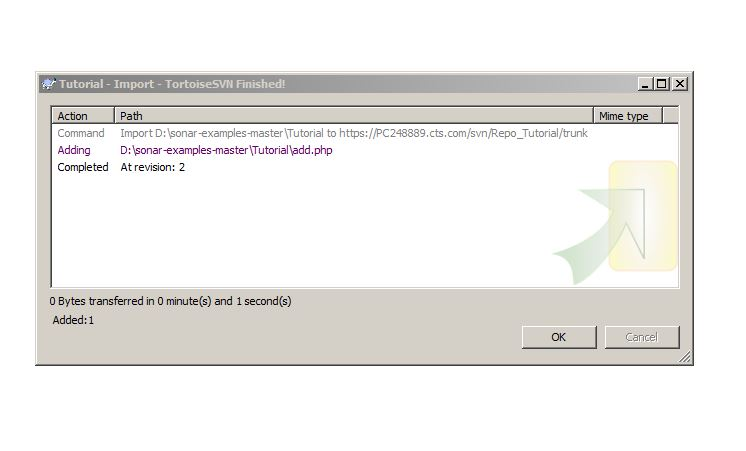 Tutorial - Import - TortoiseSVN Finished!
Action Path Mime type
Command Import D:\sonar-examples-master\Tutorial to https://PC248889.cts.com/svn/Repo_Tutorial/trunk
Adding D:\sonar-examples-master\Tutorial\add.php
Completed At revision: 2
0 Bytes transferred in 0 minute(s) and 1 second(s)
Added:1
OK Cancel